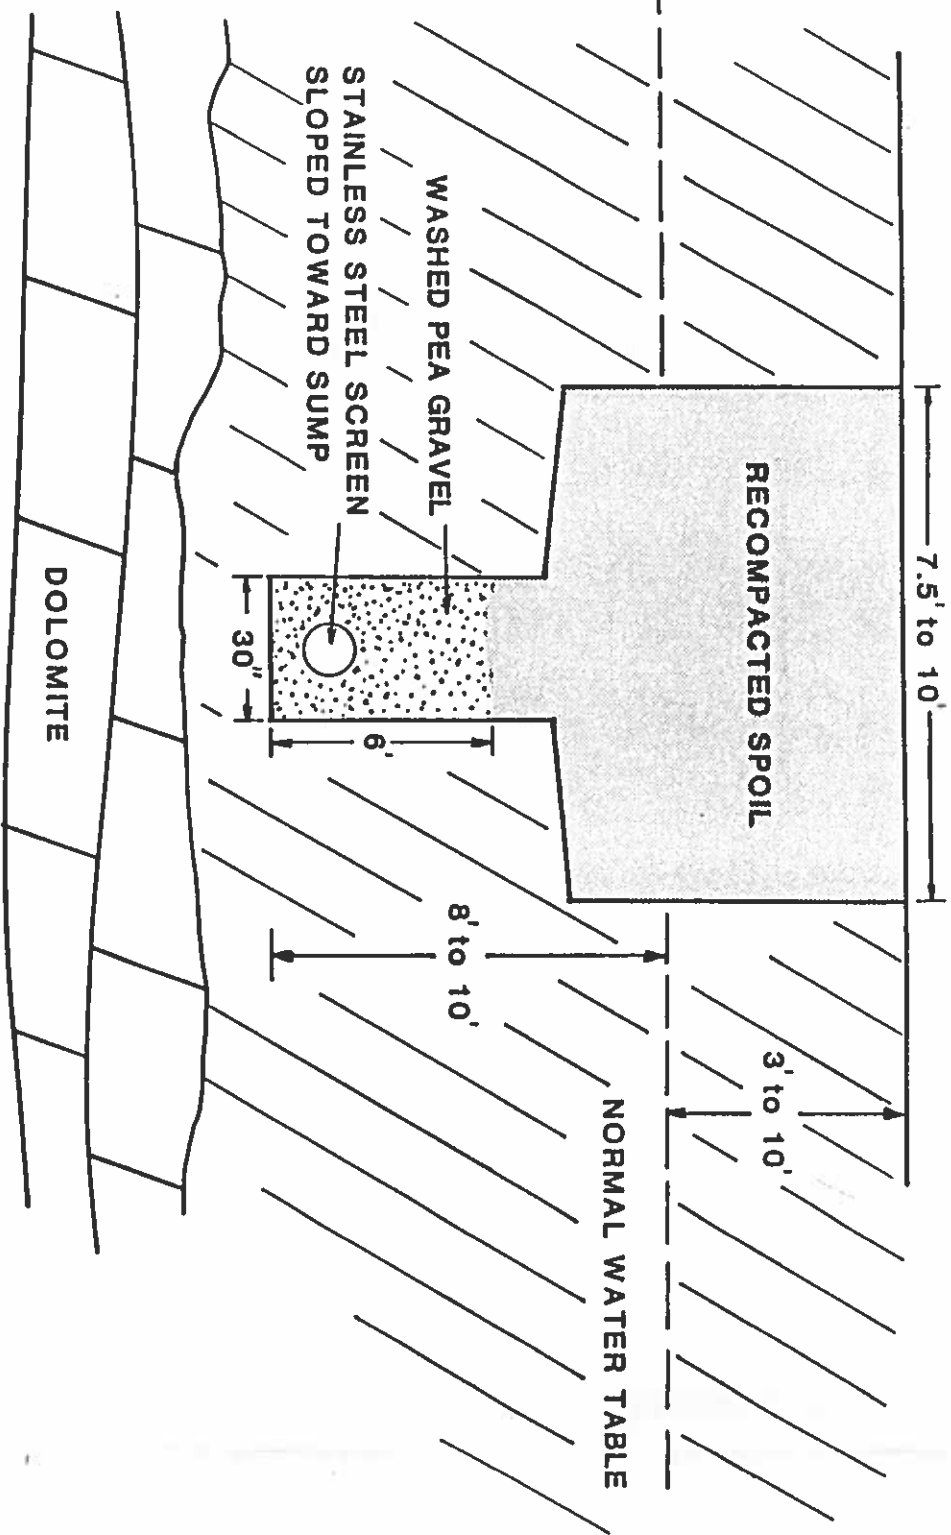 7.5' to 10'
RECOMPACTED SPOIL
3' to 10'
NORMAL WATER TABLE
8' to 10'
WASHED PEA GRAVEL
STAINLESS STEEL SCREEN
SLOPED TOWARD SUMP
6'
30"
DOLOMITE